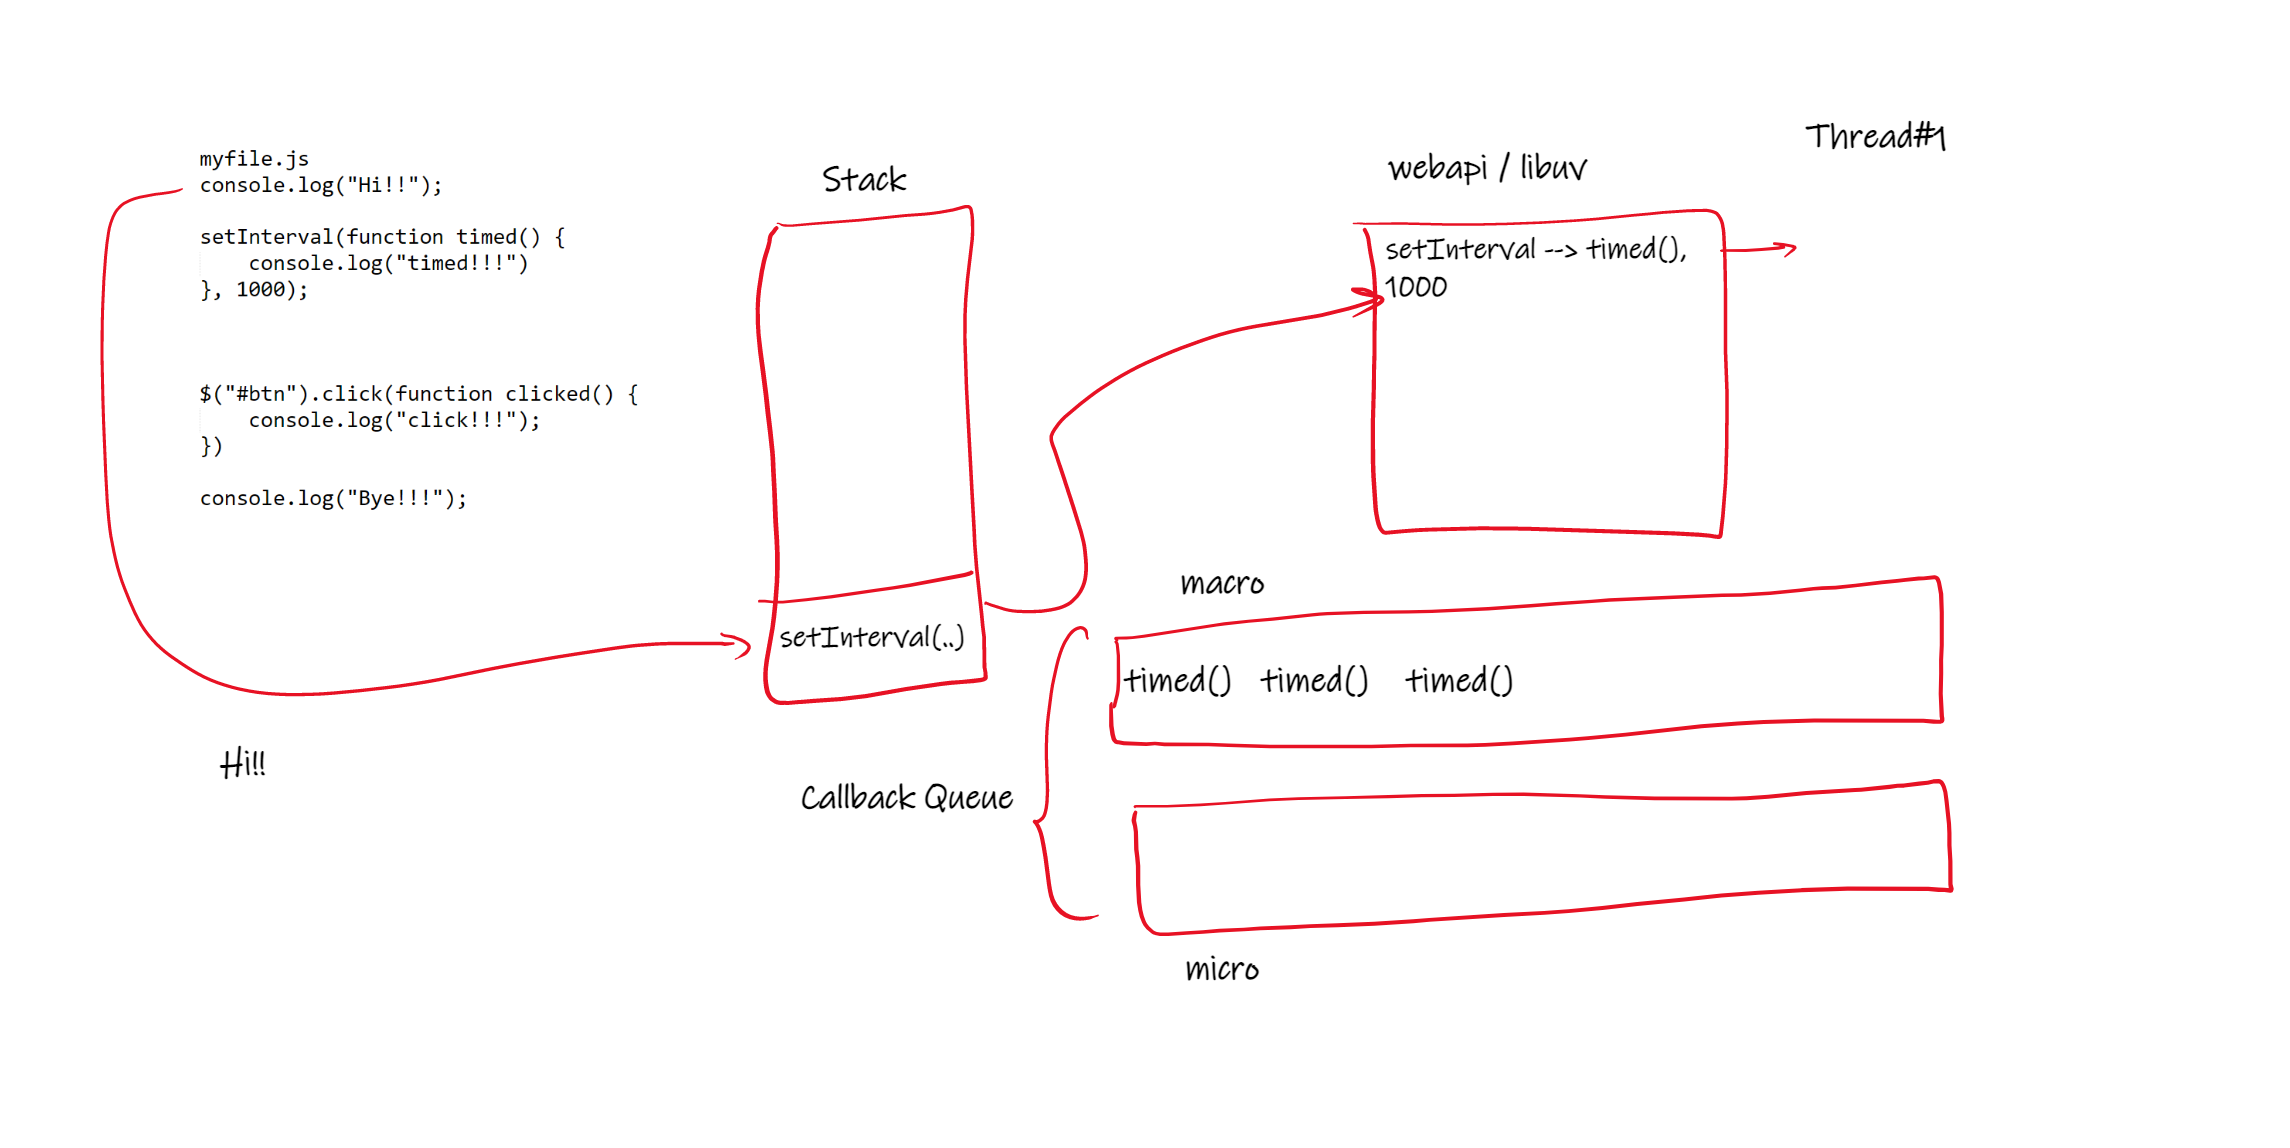 myfile.js
console.log("Hi!!");
setInterval(function timed() {
    console.log("timed!!!")
}, 1000);
$("#btn").click(function clicked() {
    console.log("click!!!");
})
console.log("Bye!!!");
Hi!!
Stack
setInterval(..)
webapi / libuv
Thread#1
setInterval --> timed(),
1000
macro
timed() timed() timed()
Callback Queue
micro